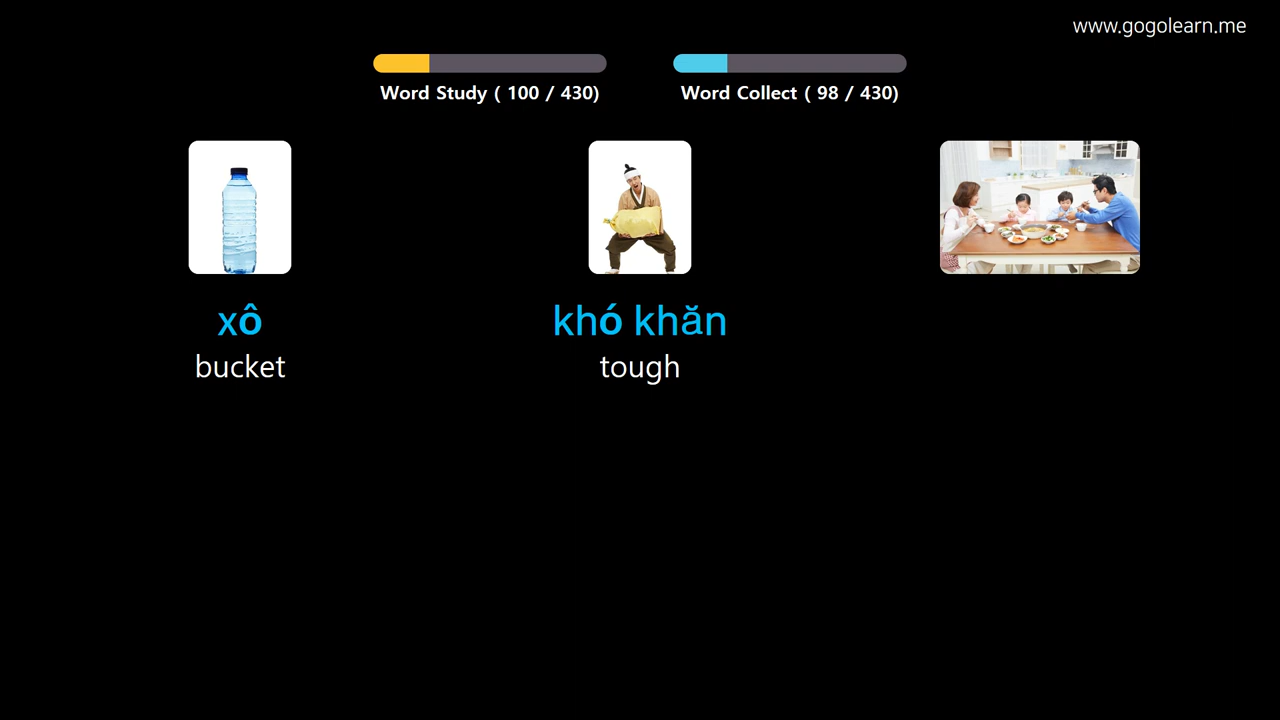 www.gogolearn.me
Word Study ( 100 / 430)
Word Collect ( 98 / 430)
xô
bucket
khó khăn
tough